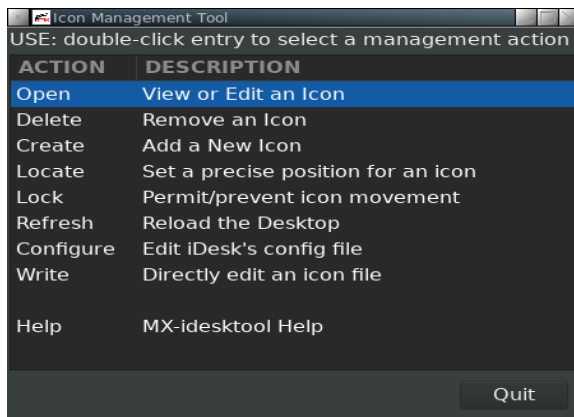 Icon Management Tool
USE: double-click entry to select a management action
ACTION DESCRIPTION
Open View or Edit an Icon
Delete Remove an Icon
Create Add a New Icon
Locate Set a precise position for an icon
Lock Permit/prevent icon movement
Refresh Reload the Desktop
Configure Edit iDesk's config file
Write Directly edit an icon file
Help MX-idesktool Help
Quit